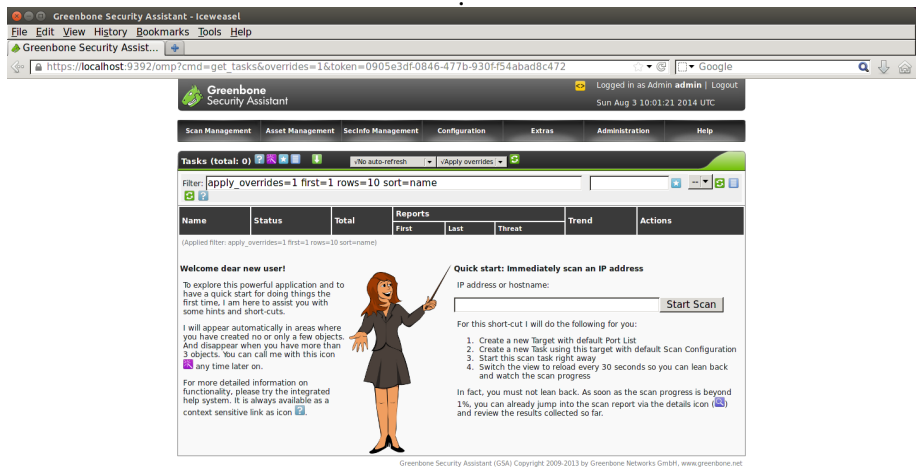 Greenbone Security Assistant - Iceweasel
File Edit View History Bookmarks Tools Help
Greenbone Security Assist...
https://localhost:9392/omp?cmd=get_tasks&overrides=1&token=0905e3df-0846-477b-930f-f54abad8c472
Google
Greenbone
Security Assistant
Logged in as Admin admin | Logout
Sun Aug 3 10:01:21 2014 UTC
Scan Management Asset Management SecInfo Management Configuration Extras Administration Help
Tasks (total: 0) √No auto-refresh √Apply overrides
Filter: apply_overrides=1 first=1 rows=10 sort=name --
Name Status Total Reports Trend Actions
First Last Threat
(Applied filter: apply_overrides=1 first=1 rows=10 sort=name)
Welcome dear new user!
To explore this powerful application and to
have a quick start for doing things the
first time, I am here to assist you with
some hints and short-cuts.
I will appear automatically in areas where
you have created no or only a few objects.
And disappear when you have more than
3 objects. You can call me with this icon
any time later on.
For more detailed information on
functionality, please try the integrated
help system. It is always available as a
context sensitive link as icon ?.
Quick start: Immediately scan an IP address
IP address or hostname:
Start Scan
For this short-cut I will do the following for you:
1. Create a new Target with default Port List
2. Create a new Task using this target with default Scan Configuration
3. Start this scan task right away
4. Switch the view to reload every 30 seconds so you can lean back
and watch the scan progress
In fact, you must not lean back. As soon as the scan progress is beyond
1%, you can already jump into the scan report via the details icon ( )
and review the results collected so far.
Greenbone Security Assistant (GSA) Copyright 2009-2013 by Greenbone Networks GmbH, www.greenbone.net